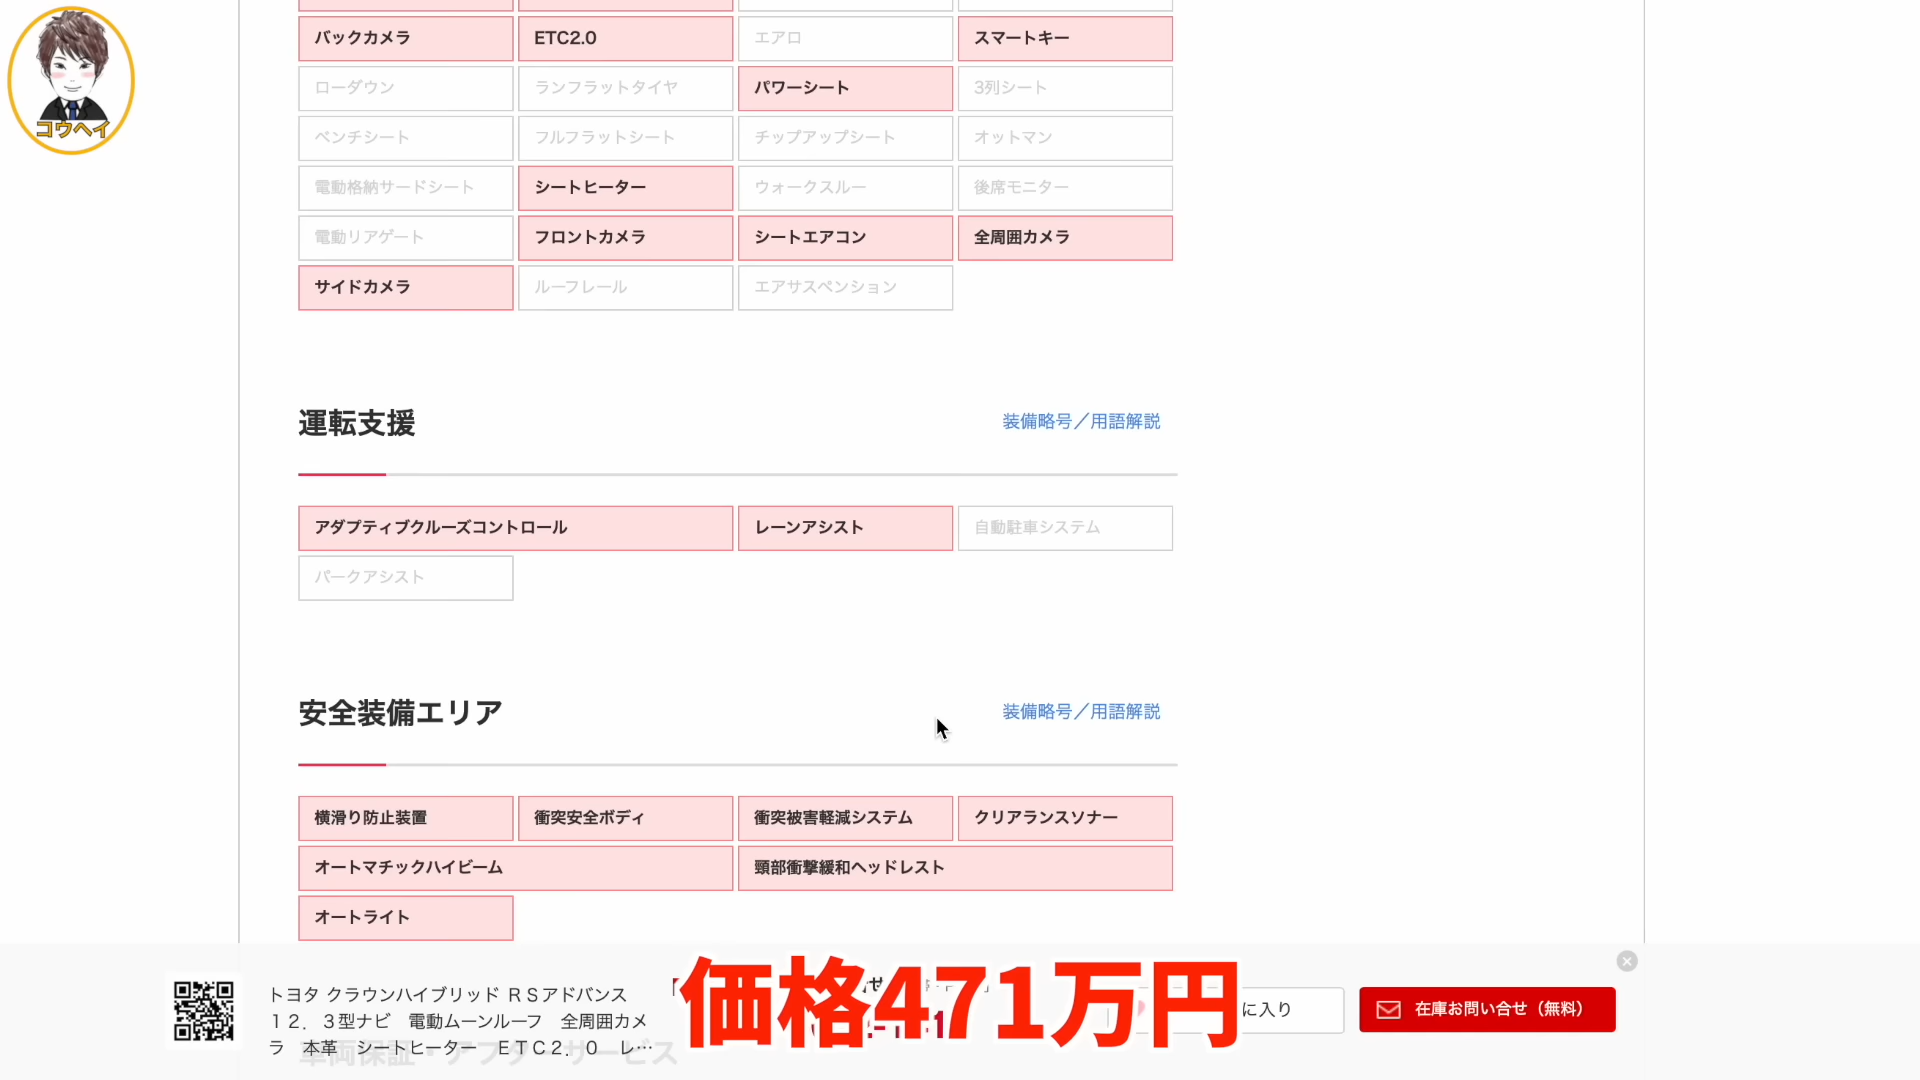 コウヘイ
バックカメラ ETC2.0 エアロ スマートキー
ローダウン ランフラットタイヤ パワーシート 3列シート
ベンチシート フルフラットシート チップアップシート オットマン
電動格納サードシート シートヒーター ウォークスルー 後席モニター
電動リアゲート フロントカメラ シートエアコン 全周囲カメラ
サイドカメラ ルーフレール エアサスペンション
運転支援 装備略号／用語解説
アダプティブクルーズコントロール レーンアシスト 自動駐車システム
パークアシスト
安全装備エリア 装備略号／用語解説
横滑り防止装置 衝突安全ボディ 衝突被害軽減システム クリアランスソナー
オートマチックハイビーム 頸部衝撃緩和ヘッドレスト
オートライト
トヨタ クラウンハイブリッド ＲＳアドバンス
１２．３型ナビ　電動ムーンルーフ　全周囲カメ
ラ　本革　シートヒーター　ＥＴＣ２．０　レ…
価格471万円
に入り
在庫お問い合せ（無料）
車両保証・アフターサービス